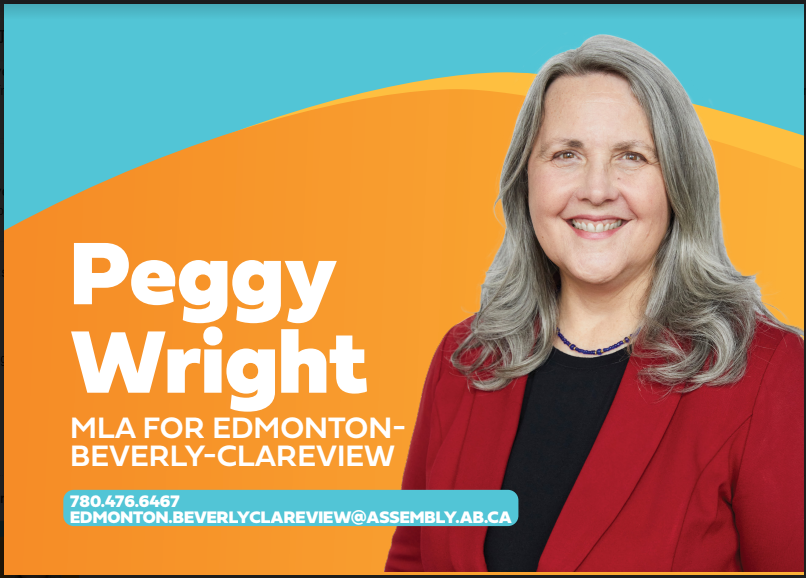 Peggy
Wright
MLA FOR EDMONTON-
BEVERLY-CLAREVIEW
780.476.6467
EDMONTON.BEVERLYCLAREVIEW@ASSEMBLY.AB.CA